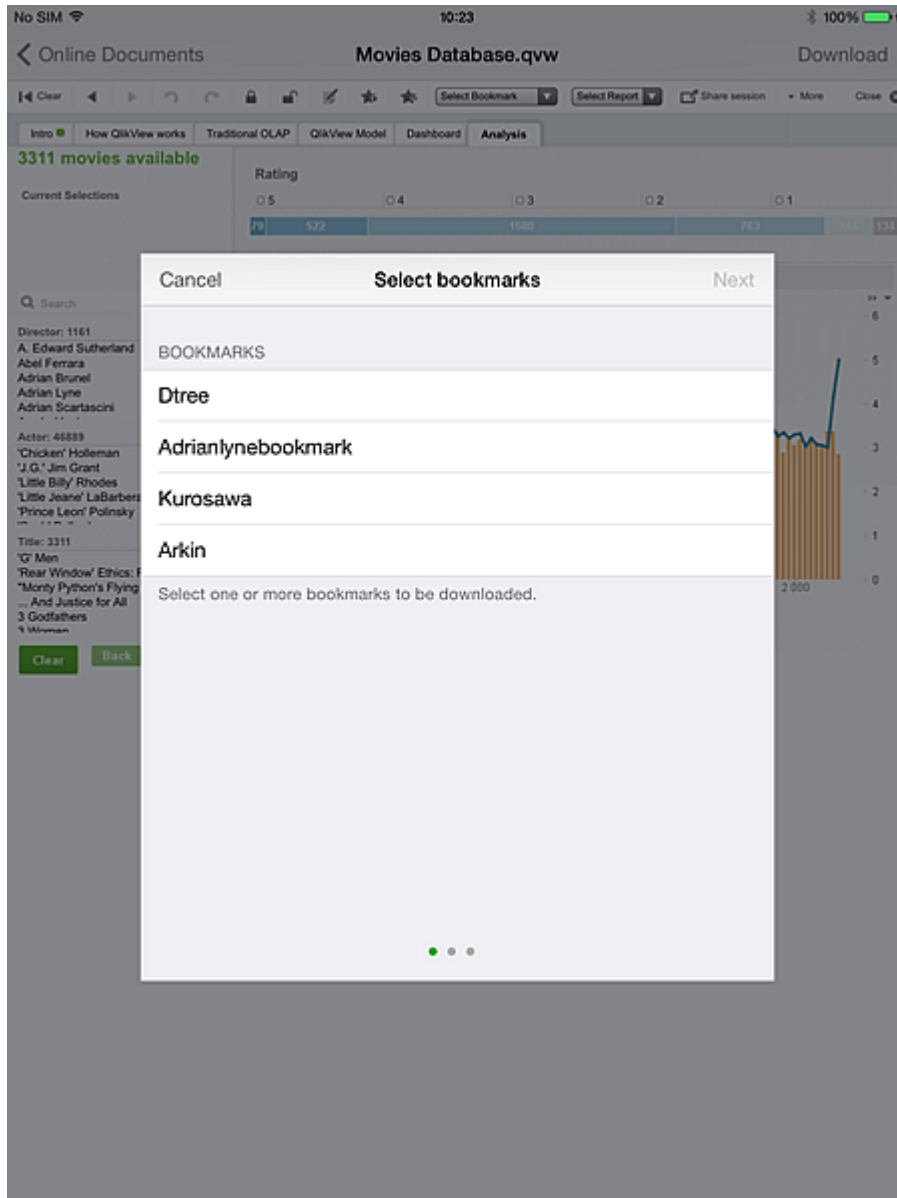 No SIM 10:23 100%
Online Documents Movies Database.qvw Download
Clear Select Bookmark Select Report Share session More Close
Intro How QlikView works Traditional OLAP QlikView Model Dashboard Analysis
3311 movies available
Rating
Current Selections
5 4 3 2 1
79 522 1580 763 134
Cancel Select bookmarks Next
Search
6
Director: 1161
A. Edward Sutherland
Abel Ferrara
Adrian Brunel
Adrian Lyne
Adrian Scartascini
BOOKMARKS
5
Dtree
4
Actor: 46889
'Chicken' Holleman
'J.G.' Jim Grant
'Little Billy' Rhodes
'Little Jeane' LaBarbera
'Prince Leon' Polinsky
Adrianlynebookmark
3
Kurosawa
2
Title: 3311
'G' Men
'Rear Window' Ethics:
"Monty Python's Flying
... And Justice for All
3 Godfathers
3 Women
Arkin
1
Select one or more bookmarks to be downloaded.
2 000 0
Clear Back